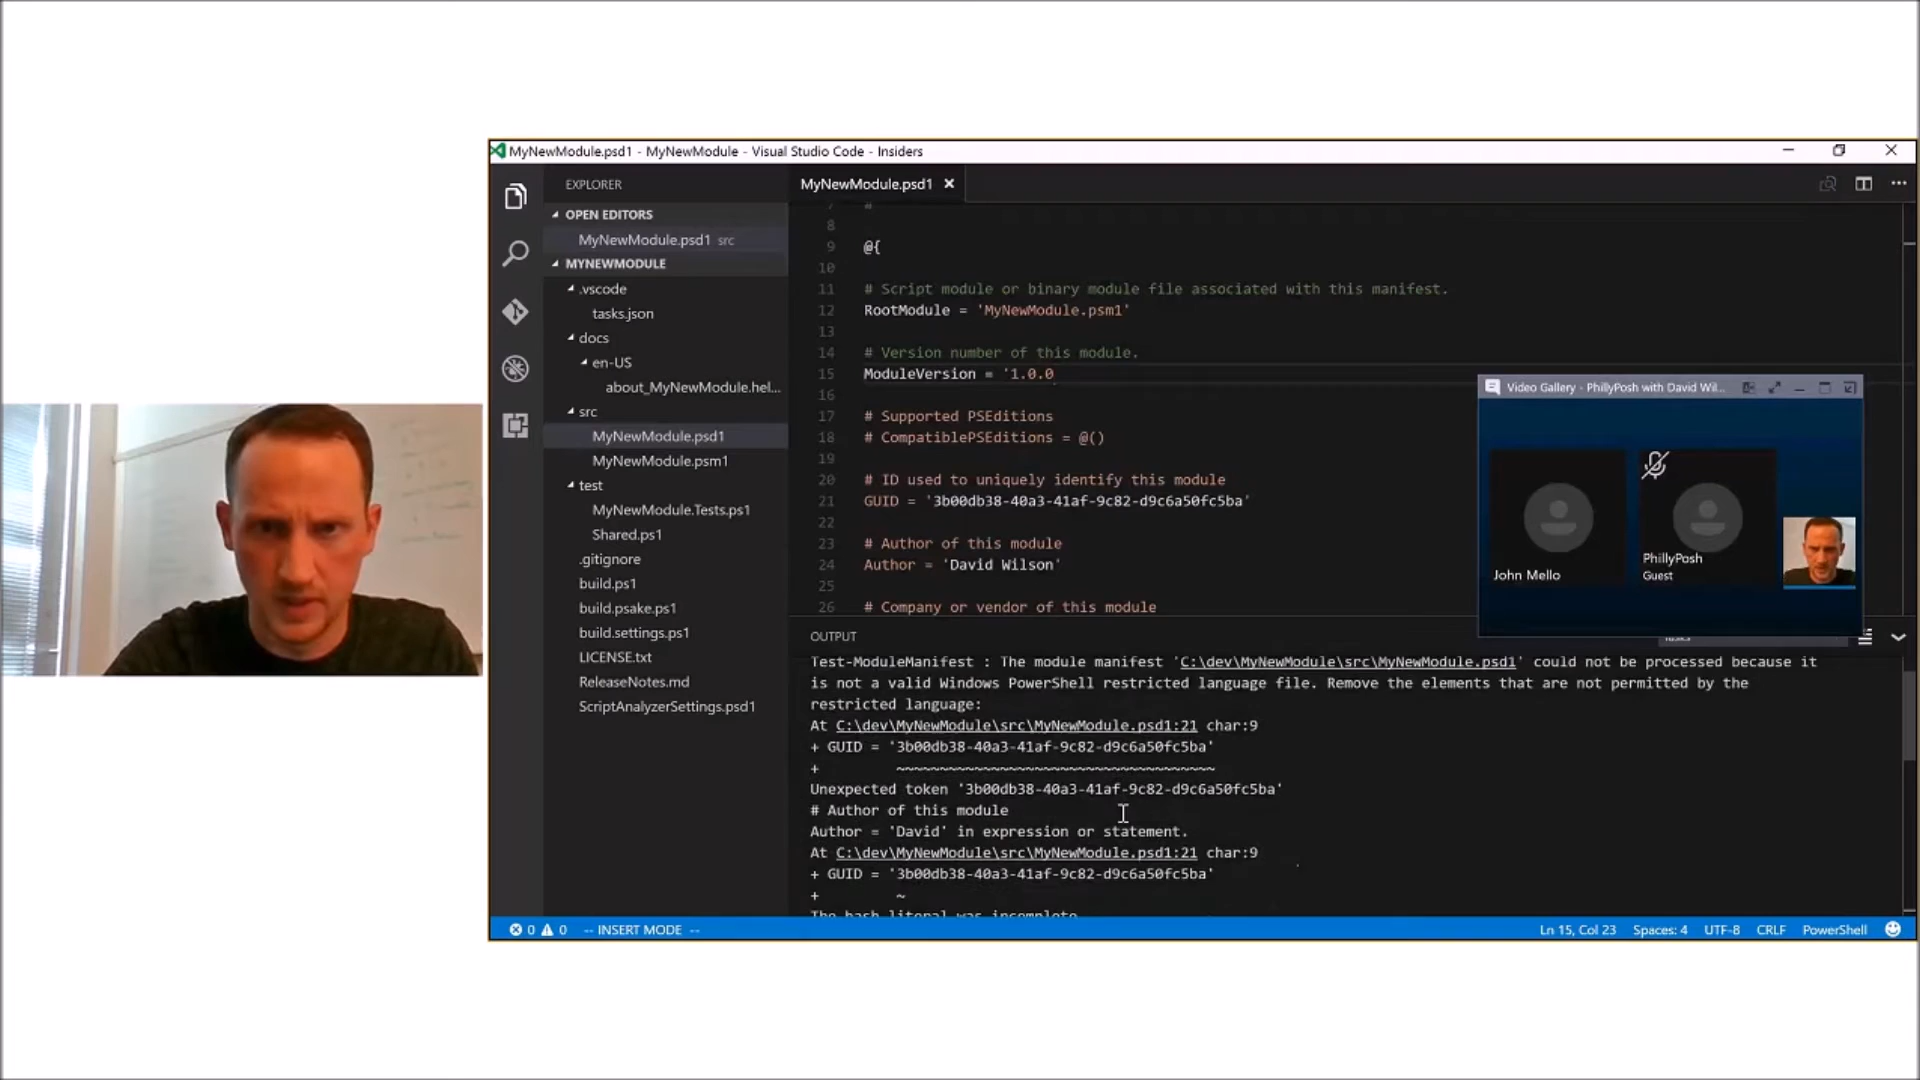 MyNewModule.psd1 - MyNewModule - Visual Studio Code - Insiders
EXPLORER
OPEN EDITORS
MyNewModule.psd1 src
MYNEWMODULE
.vscode
tasks.json
docs
en-US
about_MyNewModule.hel...
src
MyNewModule.psd1
MyNewModule.psm1
test
MyNewModule.Tests.ps1
Shared.ps1
.gitignore
build.ps1
build.psake.ps1
build.settings.ps1
LICENSE.txt
ReleaseNotes.md
ScriptAnalyzerSettings.psd1
MyNewModule.psd1
7 #
8
9 @{
10
11 # Script module or binary module file associated with this manifest.
12 RootModule = 'MyNewModule.psm1'
13
14 # Version number of this module.
15 ModuleVersion = '1.0.0
16
17 # Supported PSEditions
18 # CompatiblePSEditions = @()
19
20 # ID used to uniquely identify this module
21 GUID = '3b00db38-40a3-41af-9c82-d9c6a50fc5ba'
22
23 # Author of this module
24 Author = 'David Wilson'
25
26 # Company or vendor of this module
Video Gallery - PhillyPosh with David Wil...
John Mello
PhillyPosh
Guest
OUTPUT
Test-ModuleManifest : The module manifest 'C:\dev\MyNewModule\src\MyNewModule.psd1' could not be processed because it
is not a valid Windows PowerShell restricted language file. Remove the elements that are not permitted by the
restricted language:
At C:\dev\MyNewModule\src\MyNewModule.psd1:21 char:9
+ GUID = '3b00db38-40a3-41af-9c82-d9c6a50fc5ba'
+ ~~~~~~~~~~~~~~~~~~~~~~~~~~~~~~~~~~~~~
Unexpected token '3b00db38-40a3-41af-9c82-d9c6a50fc5ba'
# Author of this module
Author = 'David' in expression or statement.
At C:\dev\MyNewModule\src\MyNewModule.psd1:21 char:9
+ GUID = '3b00db38-40a3-41af-9c82-d9c6a50fc5ba'
+ ~
The hash literal was incomplete
0 0 -- INSERT MODE --
Ln 15, Col 23 Spaces: 4 UTF-8 CRLF PowerShell